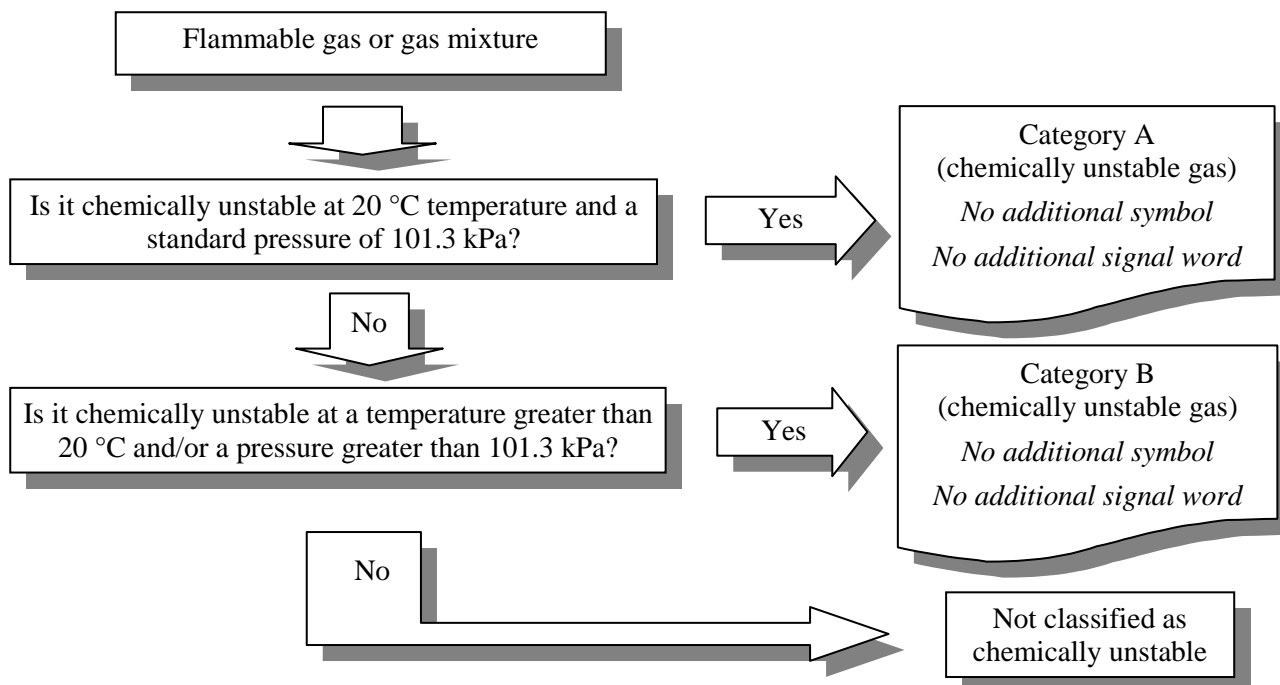 Flammable gas or gas mixture
Is it chemically unstable at 20 °C temperature and a
standard pressure of 101.3 kPa?
Yes
Category A
(chemically unstable gas)
No additional symbol
No additional signal word
No
Is it chemically unstable at a temperature greater than
20 °C and/or a pressure greater than 101.3 kPa?
Yes
Category B
(chemically unstable gas)
No additional symbol
No additional signal word
No
Not classified as
chemically unstable